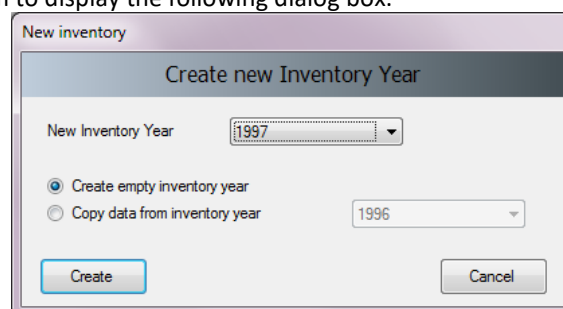 to display the following dialog box:
New inventory
Create new Inventory Year
New Inventory Year 1997
Create empty inventory year
Copy data from inventory year 1996
Create Cancel